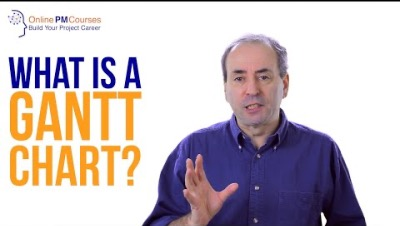 Online PM Courses
Build Your Project Career
WHAT IS A
GANTT
CHART?